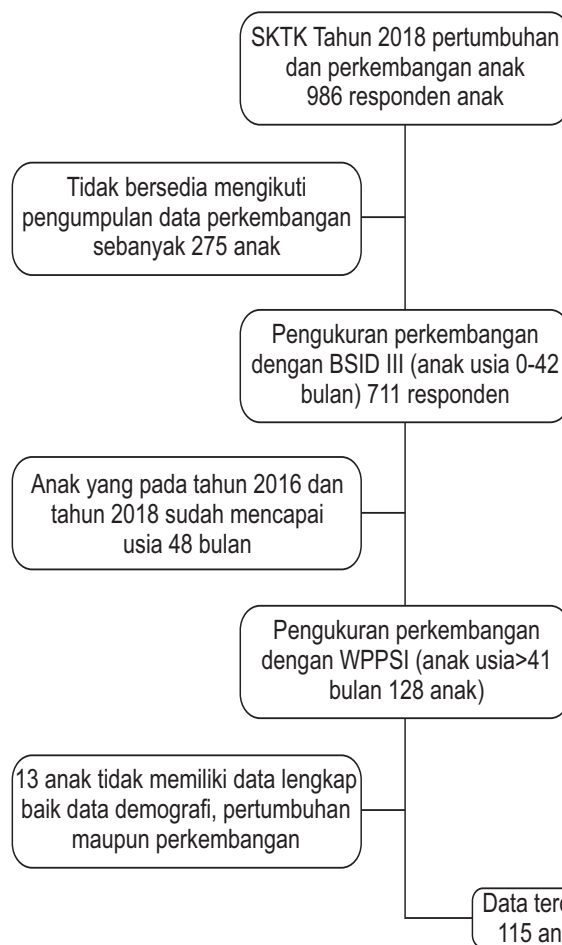 SKTK Tahun 2018 pertumbuhan
dan perkembangan anak
986 responden anak
Tidak bersedia mengikuti
pengumpulan data perkembangan
sebanyak 275 anak
Pengukuran perkembangan
dengan BSID III (anak usia 0-42
bulan) 711 responden
Anak yang pada tahun 2016 dan
tahun 2018 sudah mencapai
usia 48 bulan
Pengukuran perkembangan
dengan WPPSI (anak usia>41
bulan 128 anak)
13 anak tidak memiliki data lengkap
baik data demografi, pertumbuhan
maupun perkembangan
Data
115